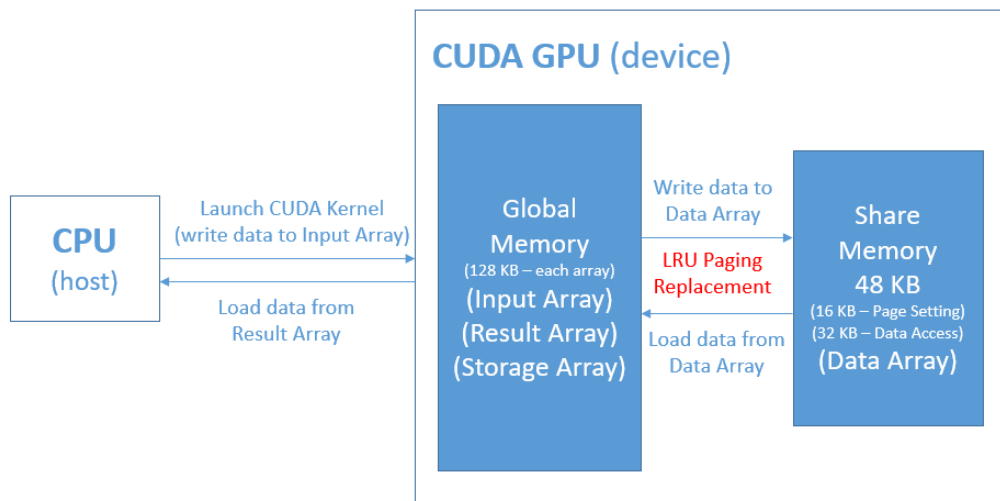 CUDA GPU (device)
CPU
(host)
Launch CUDA Kernel
(write data to Input Array)
Load data from
Result Array
Global
Memory
(128 KB – each array)
(Input Array)
(Result Array)
(Storage Array)
Write data to
Data Array
LRU Paging
Replacement
Load data from
Data Array
Share
Memory
48 KB
(16 KB – Page Setting)
(32 KB – Data Access)
(Data Array)